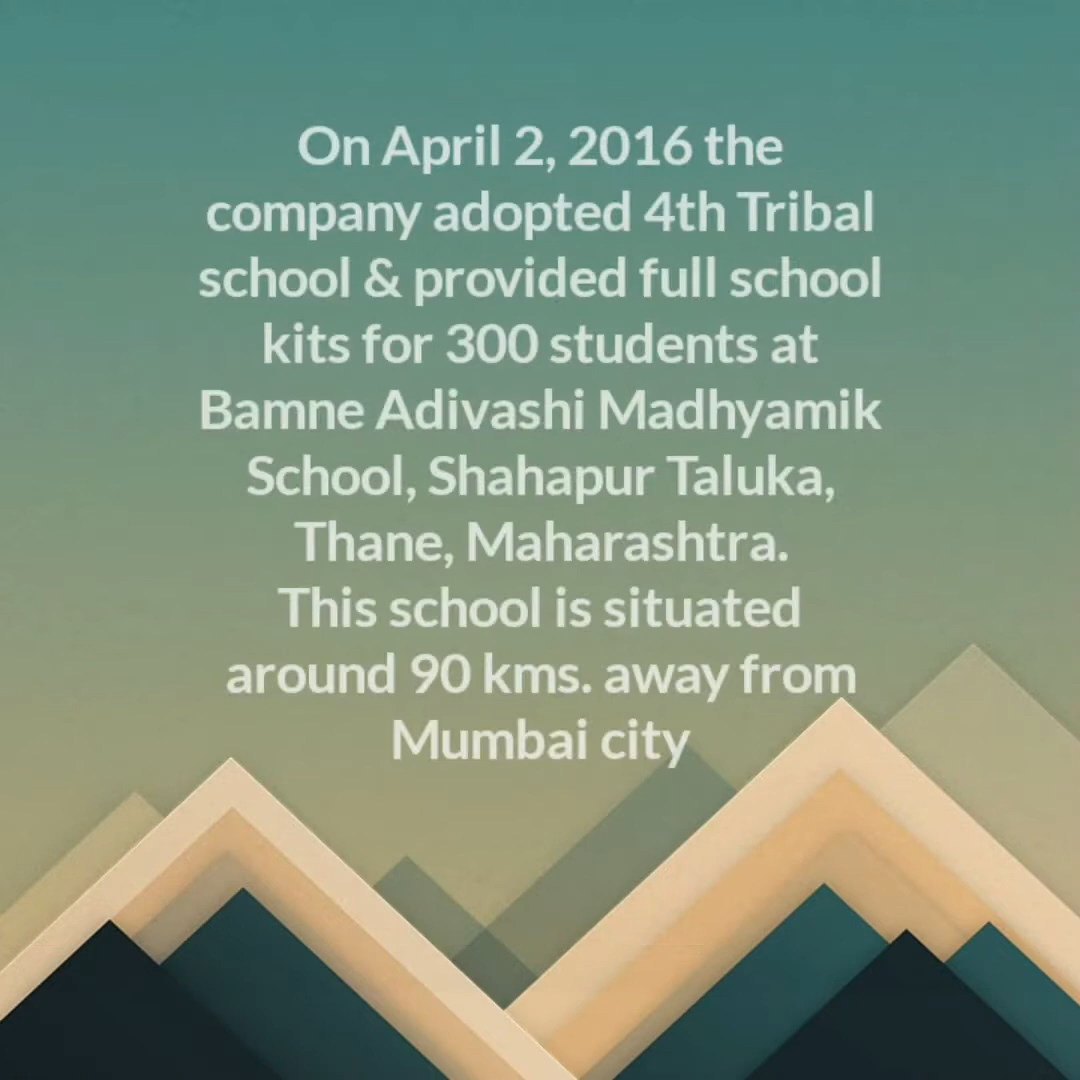 On April 2, 2016 the
company adopted 4th Tribal
school & provided full school
kits for 300 students at
Bamne Adivashi Madhyamik
School, Shahapur Taluka,
Thane, Maharashtra.
This school is situated
around 90 kms. away from
Mumbai city